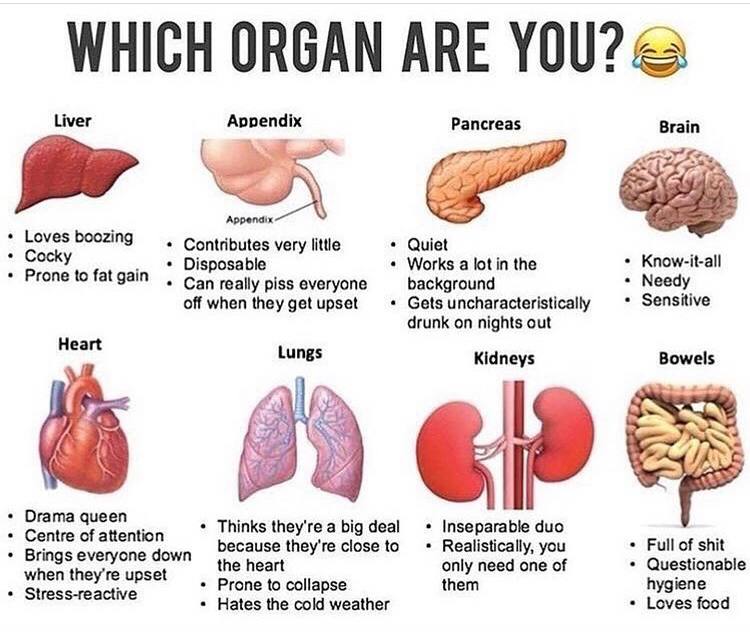 WHICH ORGAN ARE YOU?😂
Liver
• Loves boozing
• Cocky
• Prone to fat gain
Appendix
Appendix
• Contributes very little
• Disposable
• Can really piss everyone
off when they get upset
Pancreas
• Quiet
• Works a lot in the
background
• Gets uncharacteristically
drunk on nights out
Brain
• Know-it-all
• Needy
• Sensitive
Heart
• Drama queen
• Centre of attention
• Brings everyone down
when they're upset
• Stress-reactive
Lungs
• Thinks they're a big deal
because they're close to
the heart
• Prone to collapse
• Hates the cold weather
Kidneys
• Inseparable duo
• Realistically, you
only need one of
them
Bowels
• Full of shit
• Questionable
hygiene
• Loves food